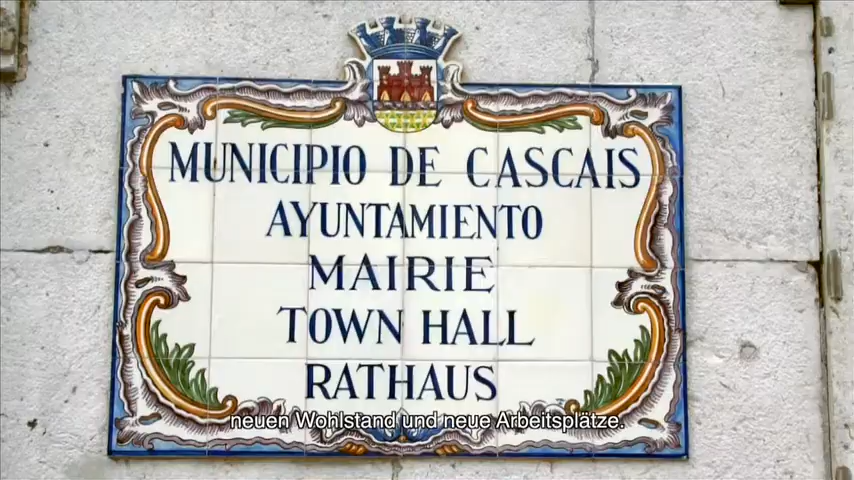 MUNICIPIO DE CASCAIS
AYUNTAMIENTO
MAIRIE
TOWN HALL
RATHAUS
neuen Wohlstand und neue Arbeitsplätze.